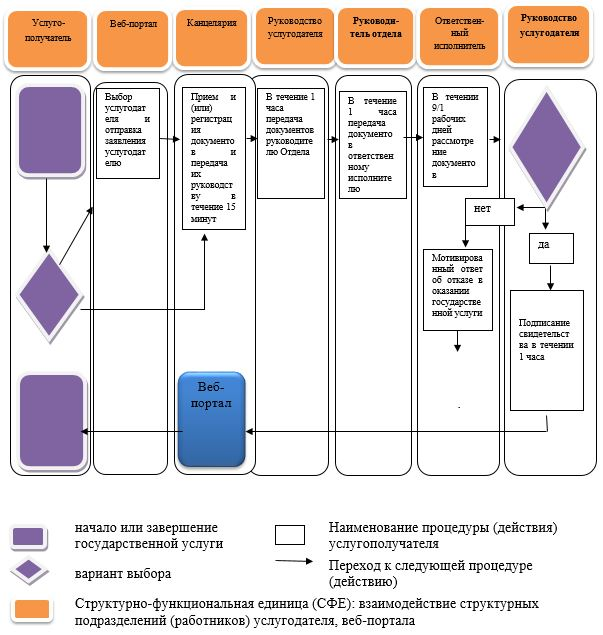 Услуго-
получатель
Веб-портал
Канцелярия
Руководство
услугодателя
Руководи-
тель отдела
Ответствен-
ный
исполнитель
Руководство
услугодателя
Выбор
услугодат
еля и
отправка
заявления
услугодат
елю
Прием и
(или)
регистрац
ия
документо
в и
передача
их
руководст
ву в
течение 15
минут
В течение 1
часа
передача
документов
руководите
лю Отдела
В течение
1 часа
передача
документо
в
ответствен
ному
исполните
лю
В течении
9/1
рабочих
дней
рассмотре
ние
документо
в
нет
да
Мотивирова
нный ответ
об отказе в
оказании
государстве
нной услуги
Подписание
свидетельст
ва в течении
1 часа
Веб-
портал
начало или завершение
государственной услуги
Наименование процедуры (действия)
услугополучателя
вариант выбора
Переход к следующей процедуре
(действию)
Структурно-функциональная единица (СФЕ): взаимодействие структурных
подразделений (работников) услугодателя, веб-портала